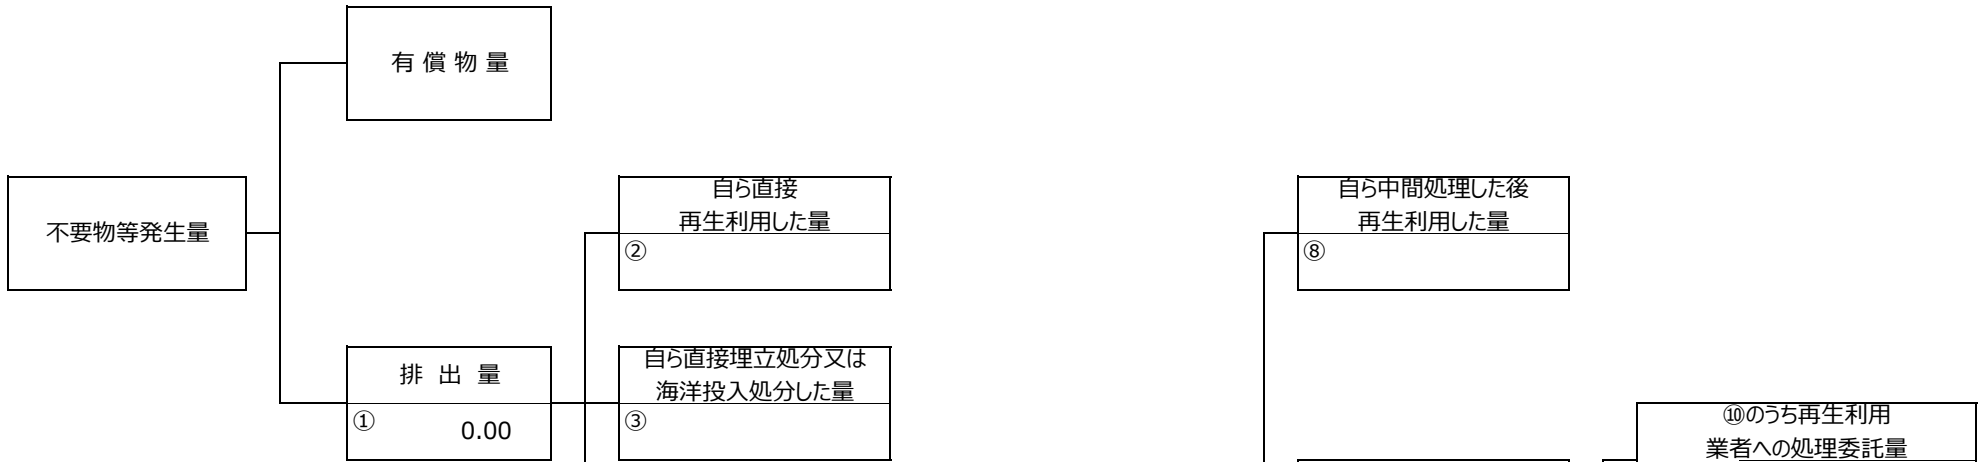 有 償 物 量
不要物等発生量
自ら直接
再生利用した量
②
自ら中間処理した後
再生利用した量
⑧
排 出 量
① 0.00
自ら直接埋立処分又は
海洋投入処分した量
③
⑩のうち再生利用
業者への処理委託量